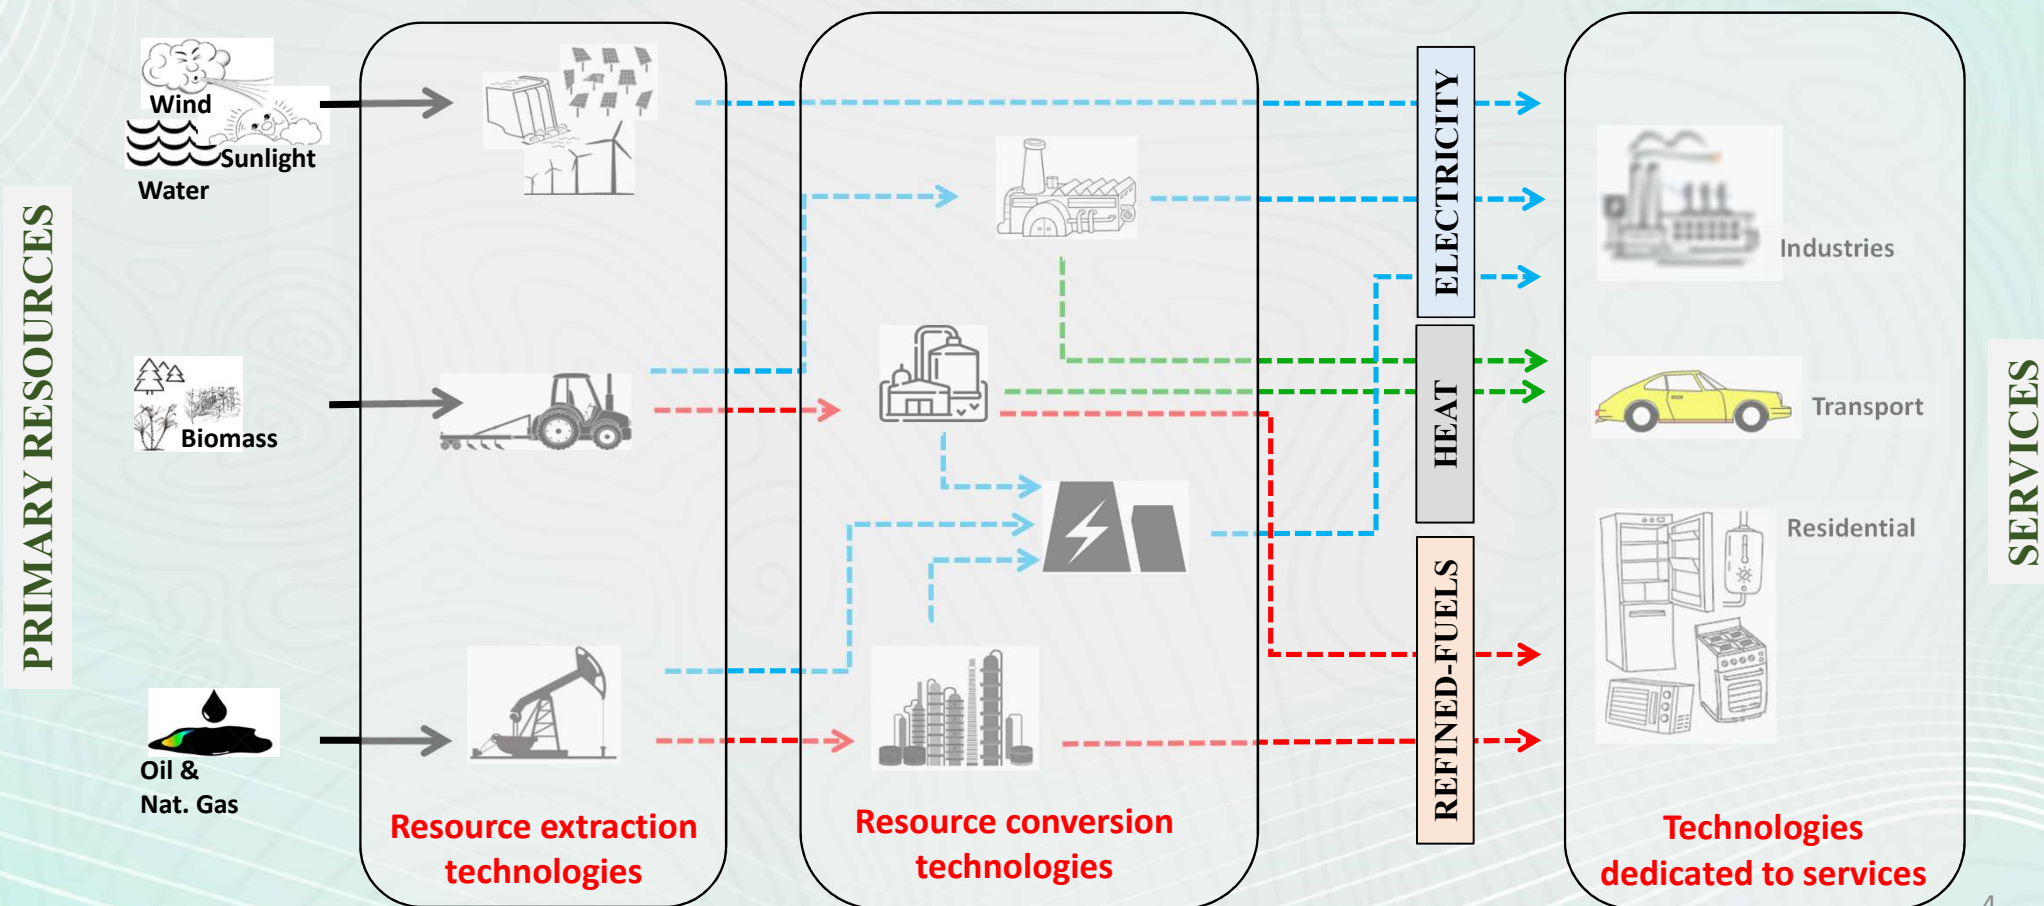 PRIMARY RESOURCES
Wind
Sunlight
Water
Biomass
Oil &
Nat. Gas
Resource extraction
technologies
Resource conversion
technologies
ELECTRICITY
HEAT
REFINED-FUELS
Industries
Transport
Residential
Technologies
dedicated to services
SERVICES
4